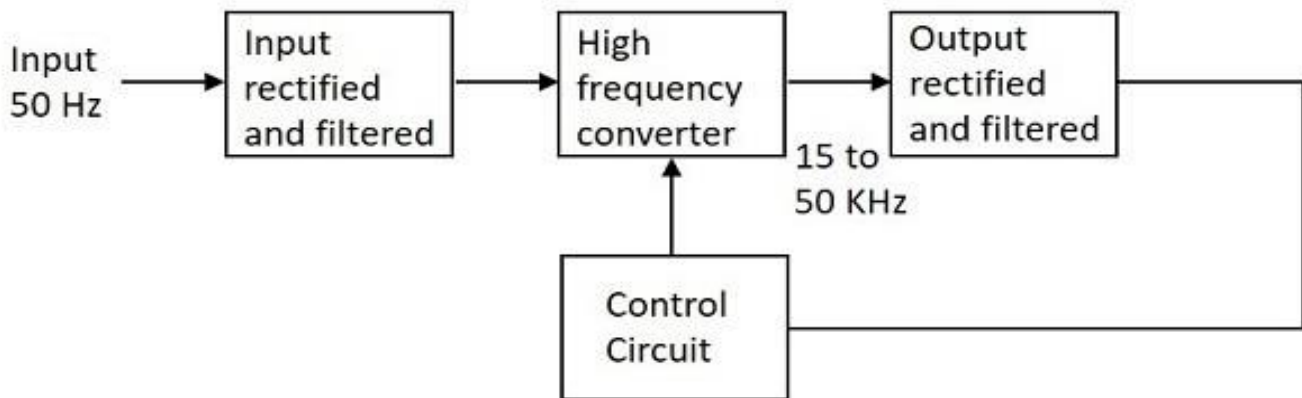 Input
50 Hz
Input
rectified
and filtered
High
frequency
converter
15 to
50 KHz
Output
rectified
and filtered
Control
Circuit